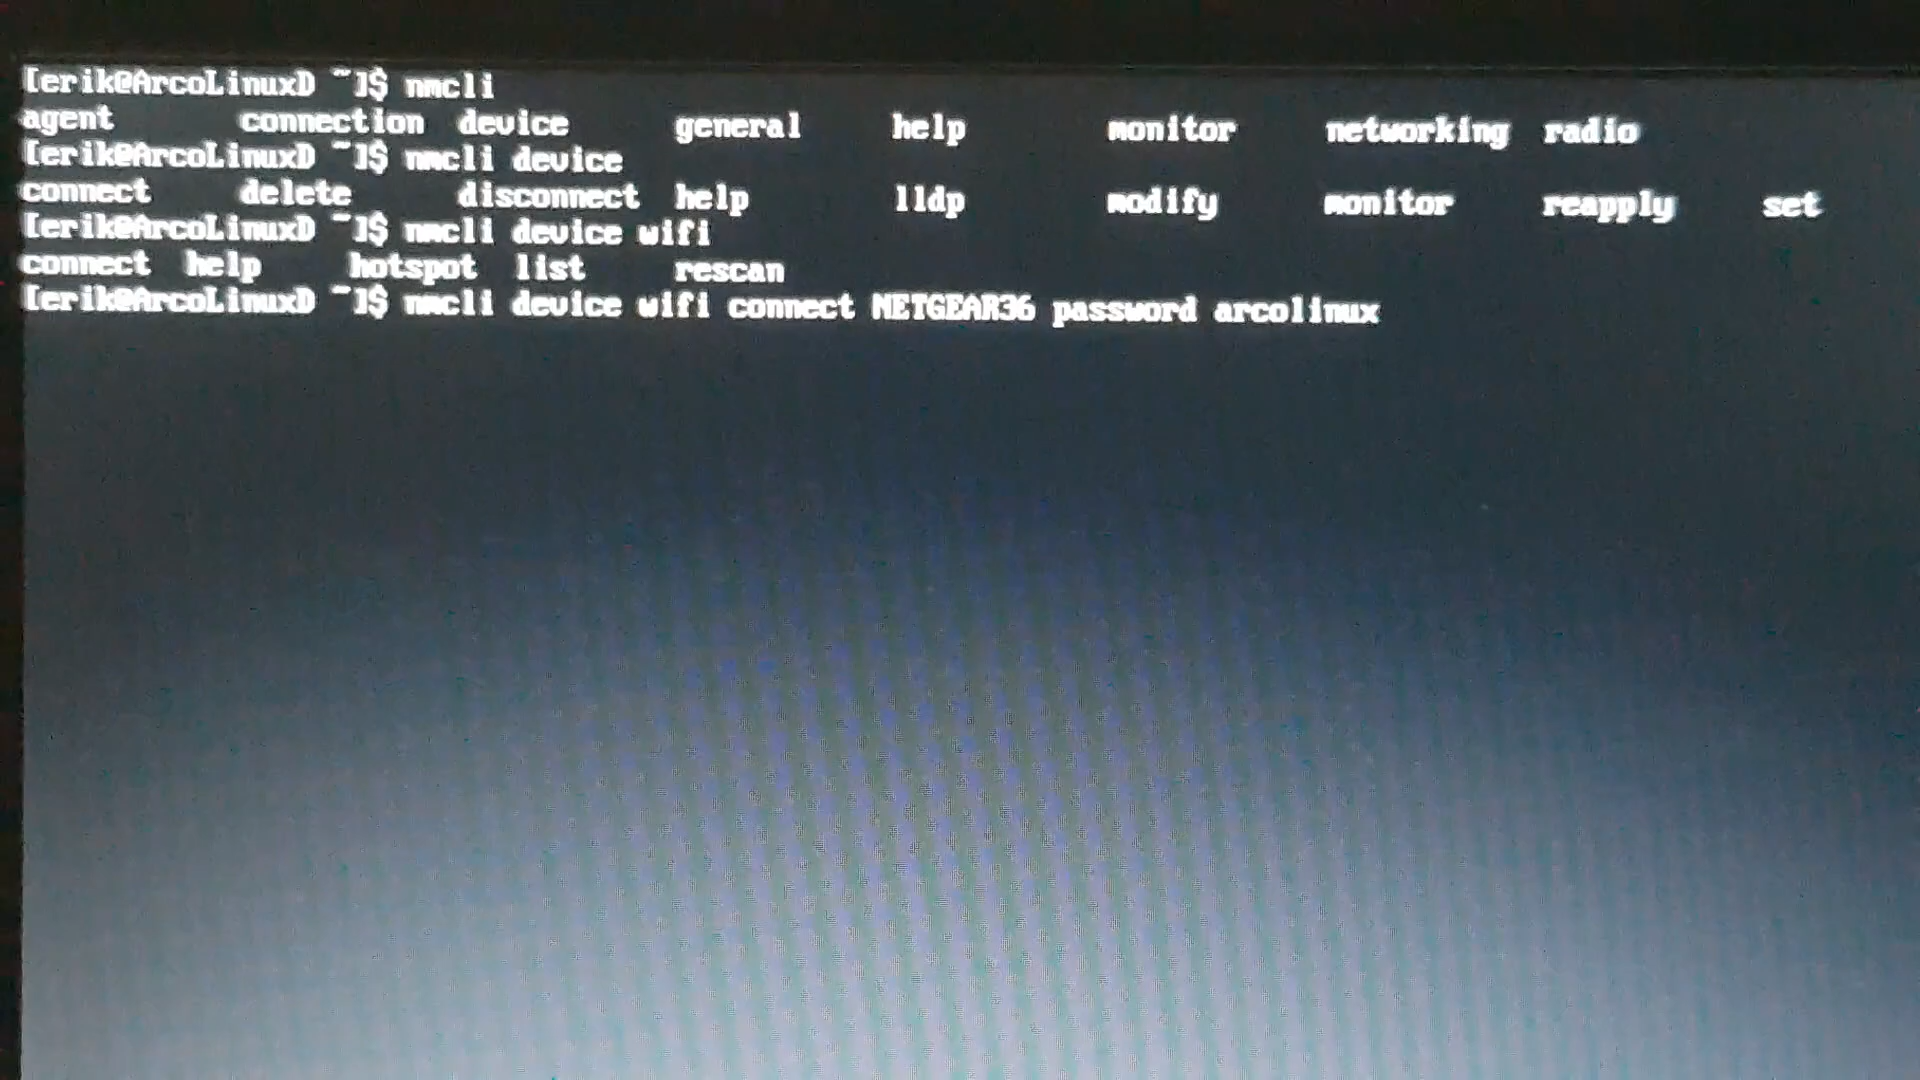 [erik@ArcoLinuxD ~]$ nmcli
agent connection device general help monitor networking radio
[erik@ArcoLinuxD ~]$ nmcli device
connect delete disconnect help lldp modify monitor reapply set
[erik@ArcoLinuxD ~]$ nmcli device wifi
connect help hotspot list rescan
[erik@ArcoLinuxD ~]$ nmcli device wifi connect NETGEAR36 password arcolinux